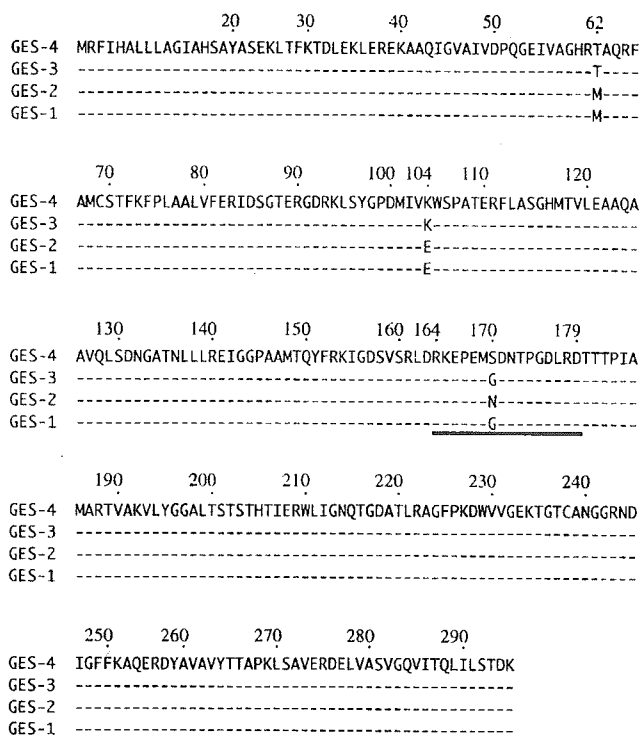 20 30 40 50 62
GES-4 MRFIHALLLAGIAHSAYASEKLTFKTDLEKLEREKAAQIGVAIVDPQGEIVAGHRTAQRF
GES-3 -------------------------------------------------------T----
GES-2 -------------------------------------------------------M----
GES-1 -------------------------------------------------------M----
70 80 90 100 104 110 120
GES-4 AMCSTFKFPLAALVFERIDSGTERGDRKLSYGPDMIVKWSPATERFLASGHMTVLEAAQA
GES-3 -------------------------------------K----------------------
GES-2 -------------------------------------E----------------------
GES-1 -------------------------------------E----------------------
130 140 150 160 164 170 179
GES-4 AVQLSDNGATNLLLREIGGPAAMTQYFRKIGDSVSRLDRKEPEMSDNTPGDLRDTTTPIA
GES-3 --------------------------------------------G---------------
GES-2 --------------------------------------------N---------------
GES-1 --------------------------------------------G---------------
190 200 210 220 230 240
GES-4 MARTVAKVLYGGALTSTSTHTIERWLIGNQTGDATLRAGFPKDWVVGEKTGTCANGGRND
GES-3 ------------------------------------------------------------
GES-2 ------------------------------------------------------------
GES-1 ------------------------------------------------------------
250 260 270 280 290
GES-4 IGFFKAQERDYAVAVYTTAPKLSAVERDELVASVGQVITQLILSTDK
GES-3 -----------------------------------------------
GES-2 -----------------------------------------------
GES-1 -----------------------------------------------